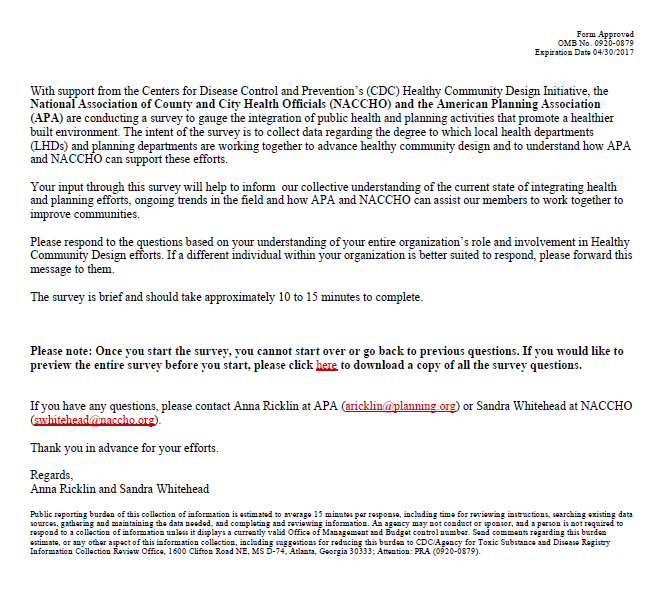 Form Approved
OMB No. 0920-0879
Expiration Date 04/30/2017
With support from the Centers for Disease Control and Prevention's (CDC) Healthy Community Design Initiative, the
National Association of County and City Health Officials (NACCHO) and the American Planning Association
(APA) are conducting a survey to gauge the integration of public health and planning activities that promote a healthier
built environment. The intent of the survey is to collect data regarding the degree to which local health departments
(LHDs) and planning departments are working together to advance healthy community design and to understand how APA
and NACCHO can support these efforts.
Your input through this survey will help to inform our collective understanding of the current state of integrating health
and planning efforts, ongoing trends in the field and how APA and NACCHO can assist our members to work together to
improve communities.
Please respond to the questions based on your understanding of your entire organization's role and involvement in Healthy
Community Design efforts. If a different individual within your organization is better suited to respond, please forward this
message to them.
The survey is brief and should take approximately 10 to 15 minutes to complete.
Please note: Once you start the survey, you cannot start over or go back to previous questions. If you would like to
preview the entire survey before you start, please click here to download a copy of all the survey questions.
If you have any questions, please contact Anna Ricklin at APA (aricklin@planning.org) or Sandra Whitehead at NACCHO
(swhitehead@naccho.org).
Thank you in advance for your efforts.
Regards,
Anna Ricklin and Sandra Whitehead
Public reporting burden of this collection of information is estimated to average 15 minutes per response, including time for reviewing instructions, searching existing data
sources, gathering and maintaining the data needed, and completing and reviewing information. An agency may not conduct or sponsor, and a person is not required to
respond to a collection of information unless it displays a currently valid Office of Management and Budget control number. Send comments regarding this burden
estimate, or any other aspect of this information collection, including suggestions for reducing this burden to CDC/Agency for Toxic Substance and Disease Registry
Information Collection Review Office, 1600 Clifton Road NE, MS D-74, Atlanta, Georgia 30333; Attention: PRA (0920-0879).